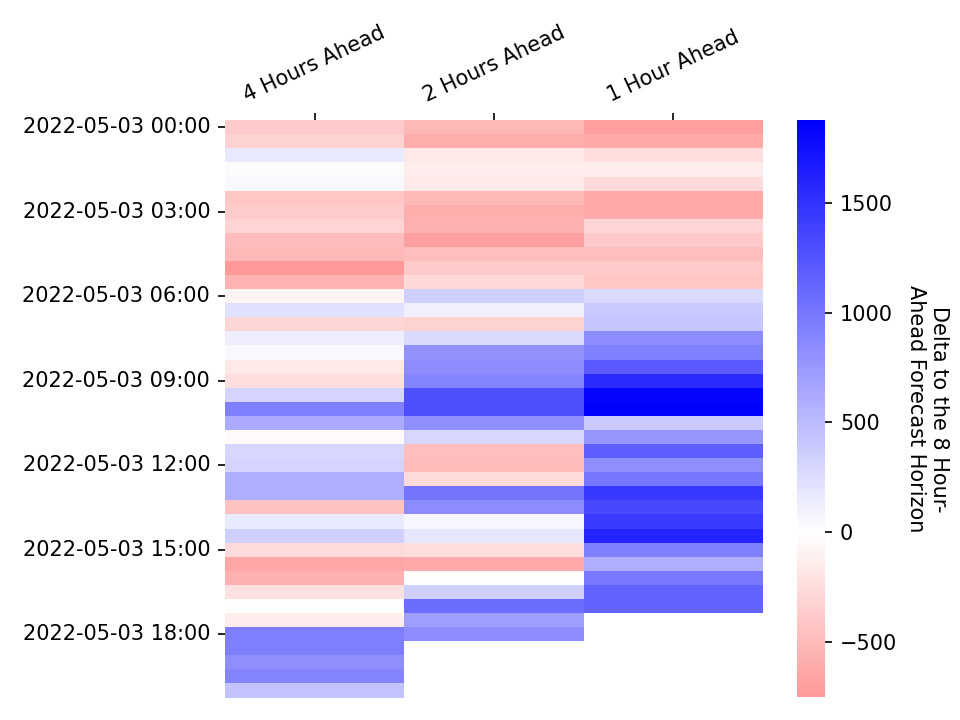 4 Hours Ahead
2 Hours Ahead
1 Hour Ahead
2022-05-03 00:00
2022-05-03 03:00
2022-05-03 06:00
2022-05-03 09:00
2022-05-03 12:00
2022-05-03 15:00
2022-05-03 18:00
1500
1000
500
0
−500
Delta to the 8 Hour-
Ahead Forecast Horizon